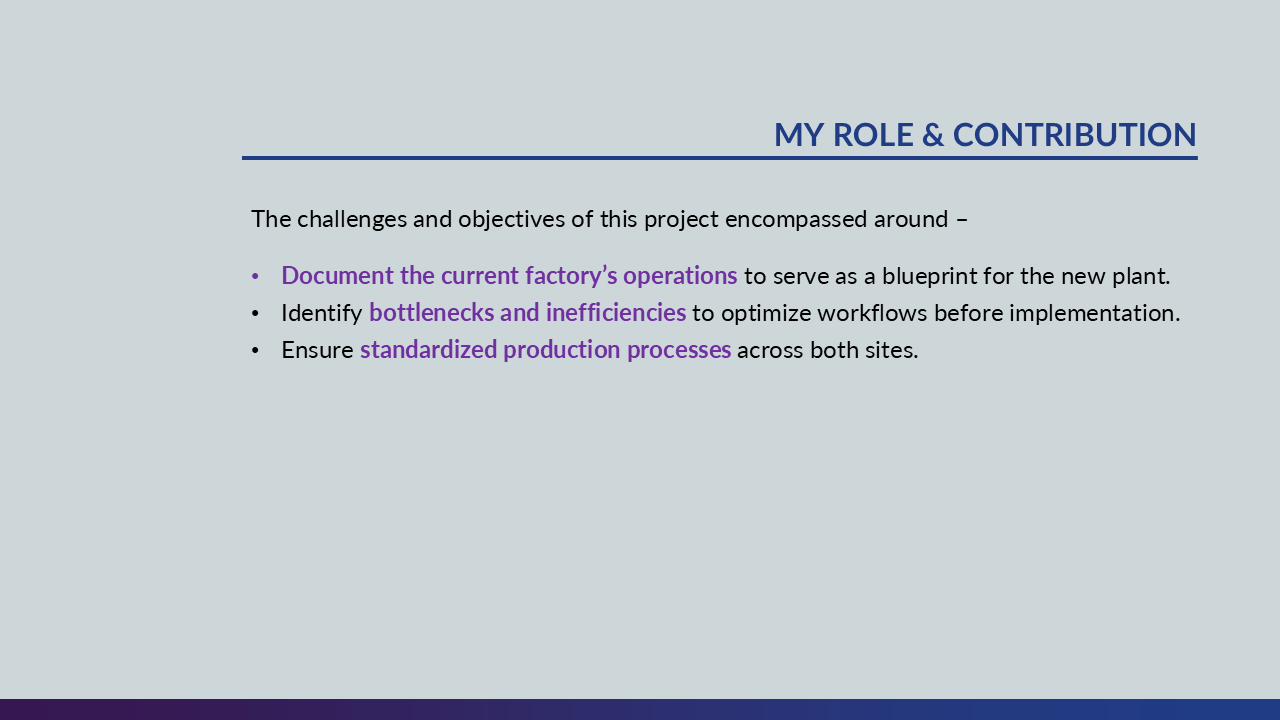 MY ROLE & CONTRIBUTION
The challenges and objectives of this project encompassed around –
• Document the current factory’s operations to serve as a blueprint for the new plant.
• Identify bottlenecks and inefficiencies to optimize workflows before implementation.
• Ensure standardized production processes across both sites.